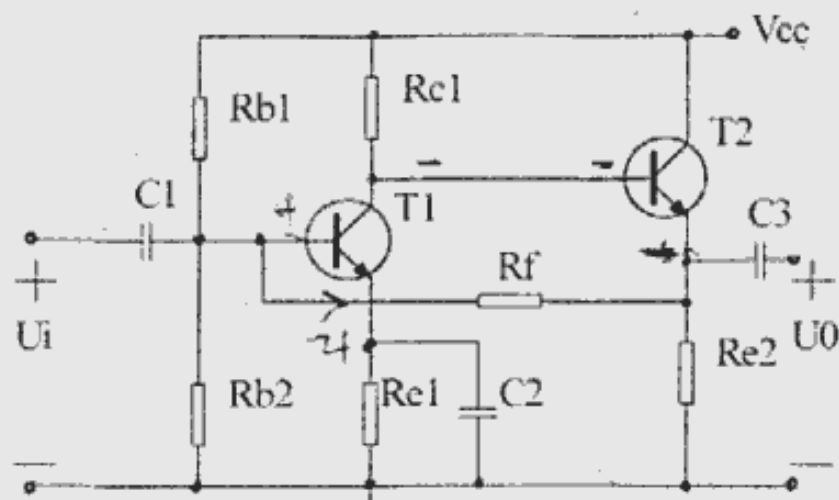 Vcc
Rb1 Rc1 T2
C1 T1 C3
+ Rf +
Ui Re2 U0
Rb2 Re1 C2